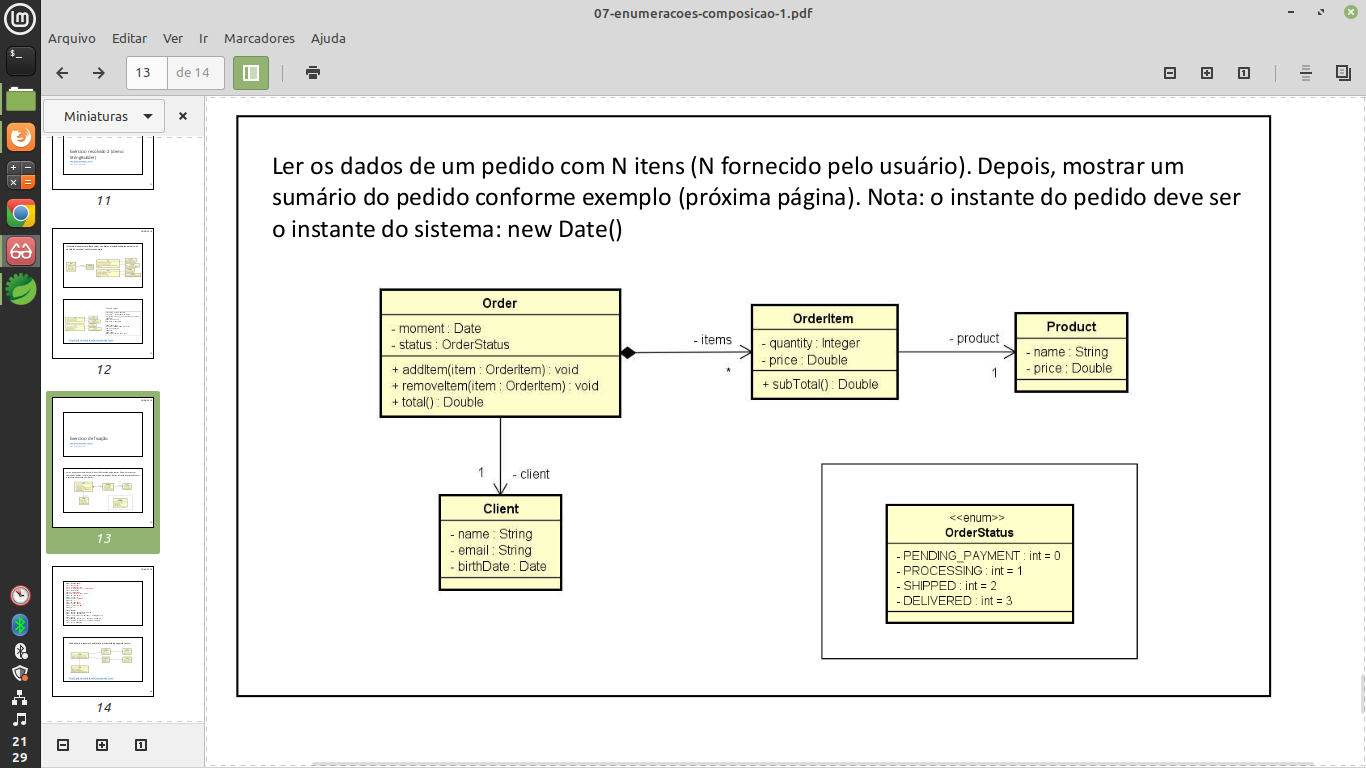 07-enumeracoes-composicao-1.pdf
Arquivo Editar Ver Ir Marcadores Ajuda
13 de 14
Miniaturas
11
12
13
14
21
29
Ler os dados de um pedido com N itens (N fornecido pelo usuário). Depois, mostrar um
sumário do pedido conforme exemplo (próxima página). Nota: o instante do pedido deve ser
o instante do sistema: new Date()
Order
- moment : Date
- status : OrderStatus
+ addItem(item : OrderItem) : void
+ removeItem(item : OrderItem) : void
+ total() : Double
- items
*
OrderItem
- quantity : Integer
- price : Double
+ subTotal() : Double
- product
1
Product
- name : String
- price : Double
1 - client
Client
- name : String
- email : String
- birthDate : Date
<<enum>>
OrderStatus
- PENDING_PAYMENT : int = 0
- PROCESSING : int = 1
- SHIPPED : int = 2
- DELIVERED : int = 3